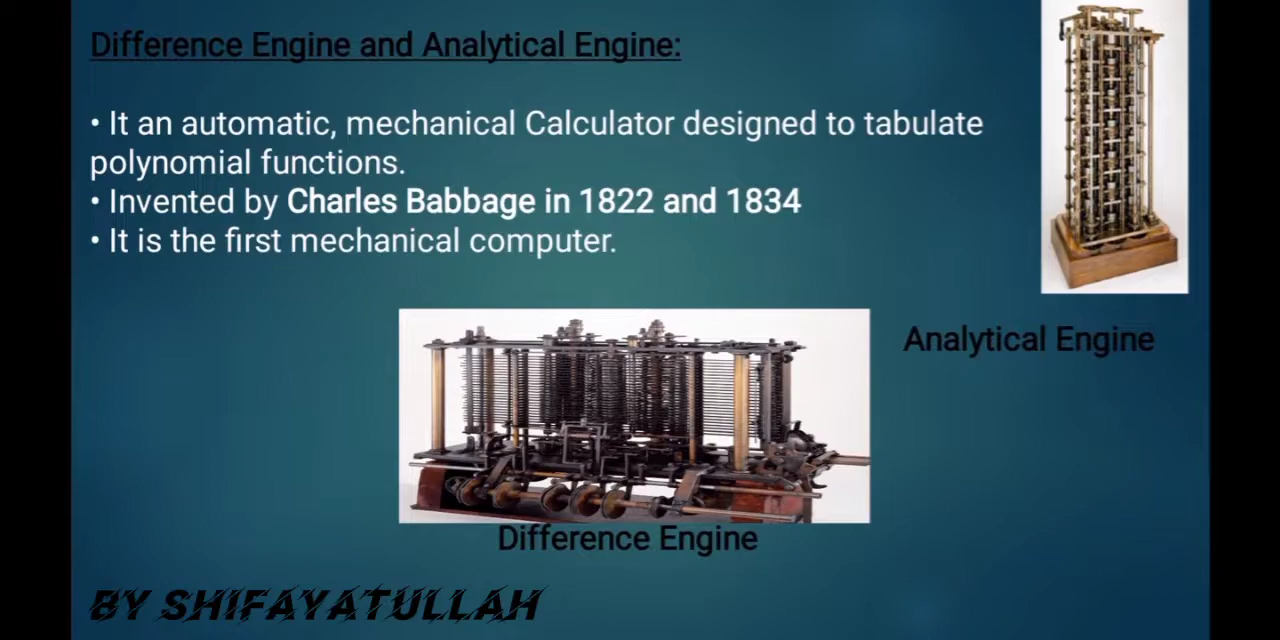 Difference Engine and Analytical Engine:
• It an automatic, mechanical Calculator designed to tabulate
polynomial functions.
• Invented by Charles Babbage in 1822 and 1834
• It is the first mechanical computer.
Analytical Engine
Difference Engine
BY SHIFAYATULLAH